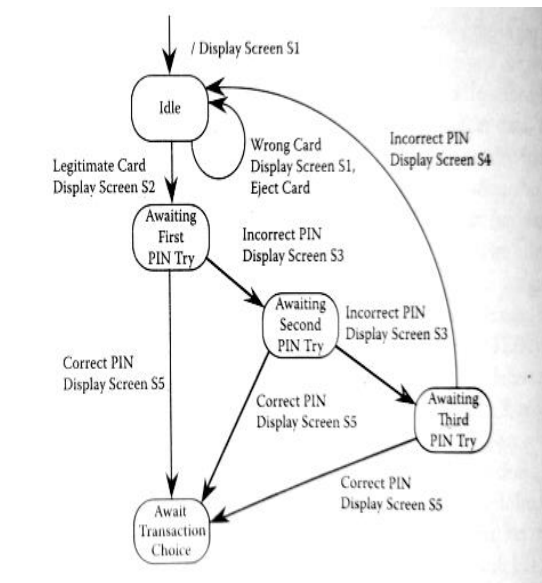 / Display Screen S1
Idle
Wrong Card
Display Screen S1,
Eject Card
Incorrect PIN
Display Screen S4
Legitimate Card
Display Screen S2
Awaiting
First
PIN Try
Incorrect PIN
Display Screen S3
Awaiting
Second
PIN Try
Incorrect PIN
Display Screen S3
Correct PIN
Display Screen S5
Correct PIN
Display Screen S5
Awaiting
Third
PIN Try
Correct PIN
Display Screen S5
Await
Transaction
Choice